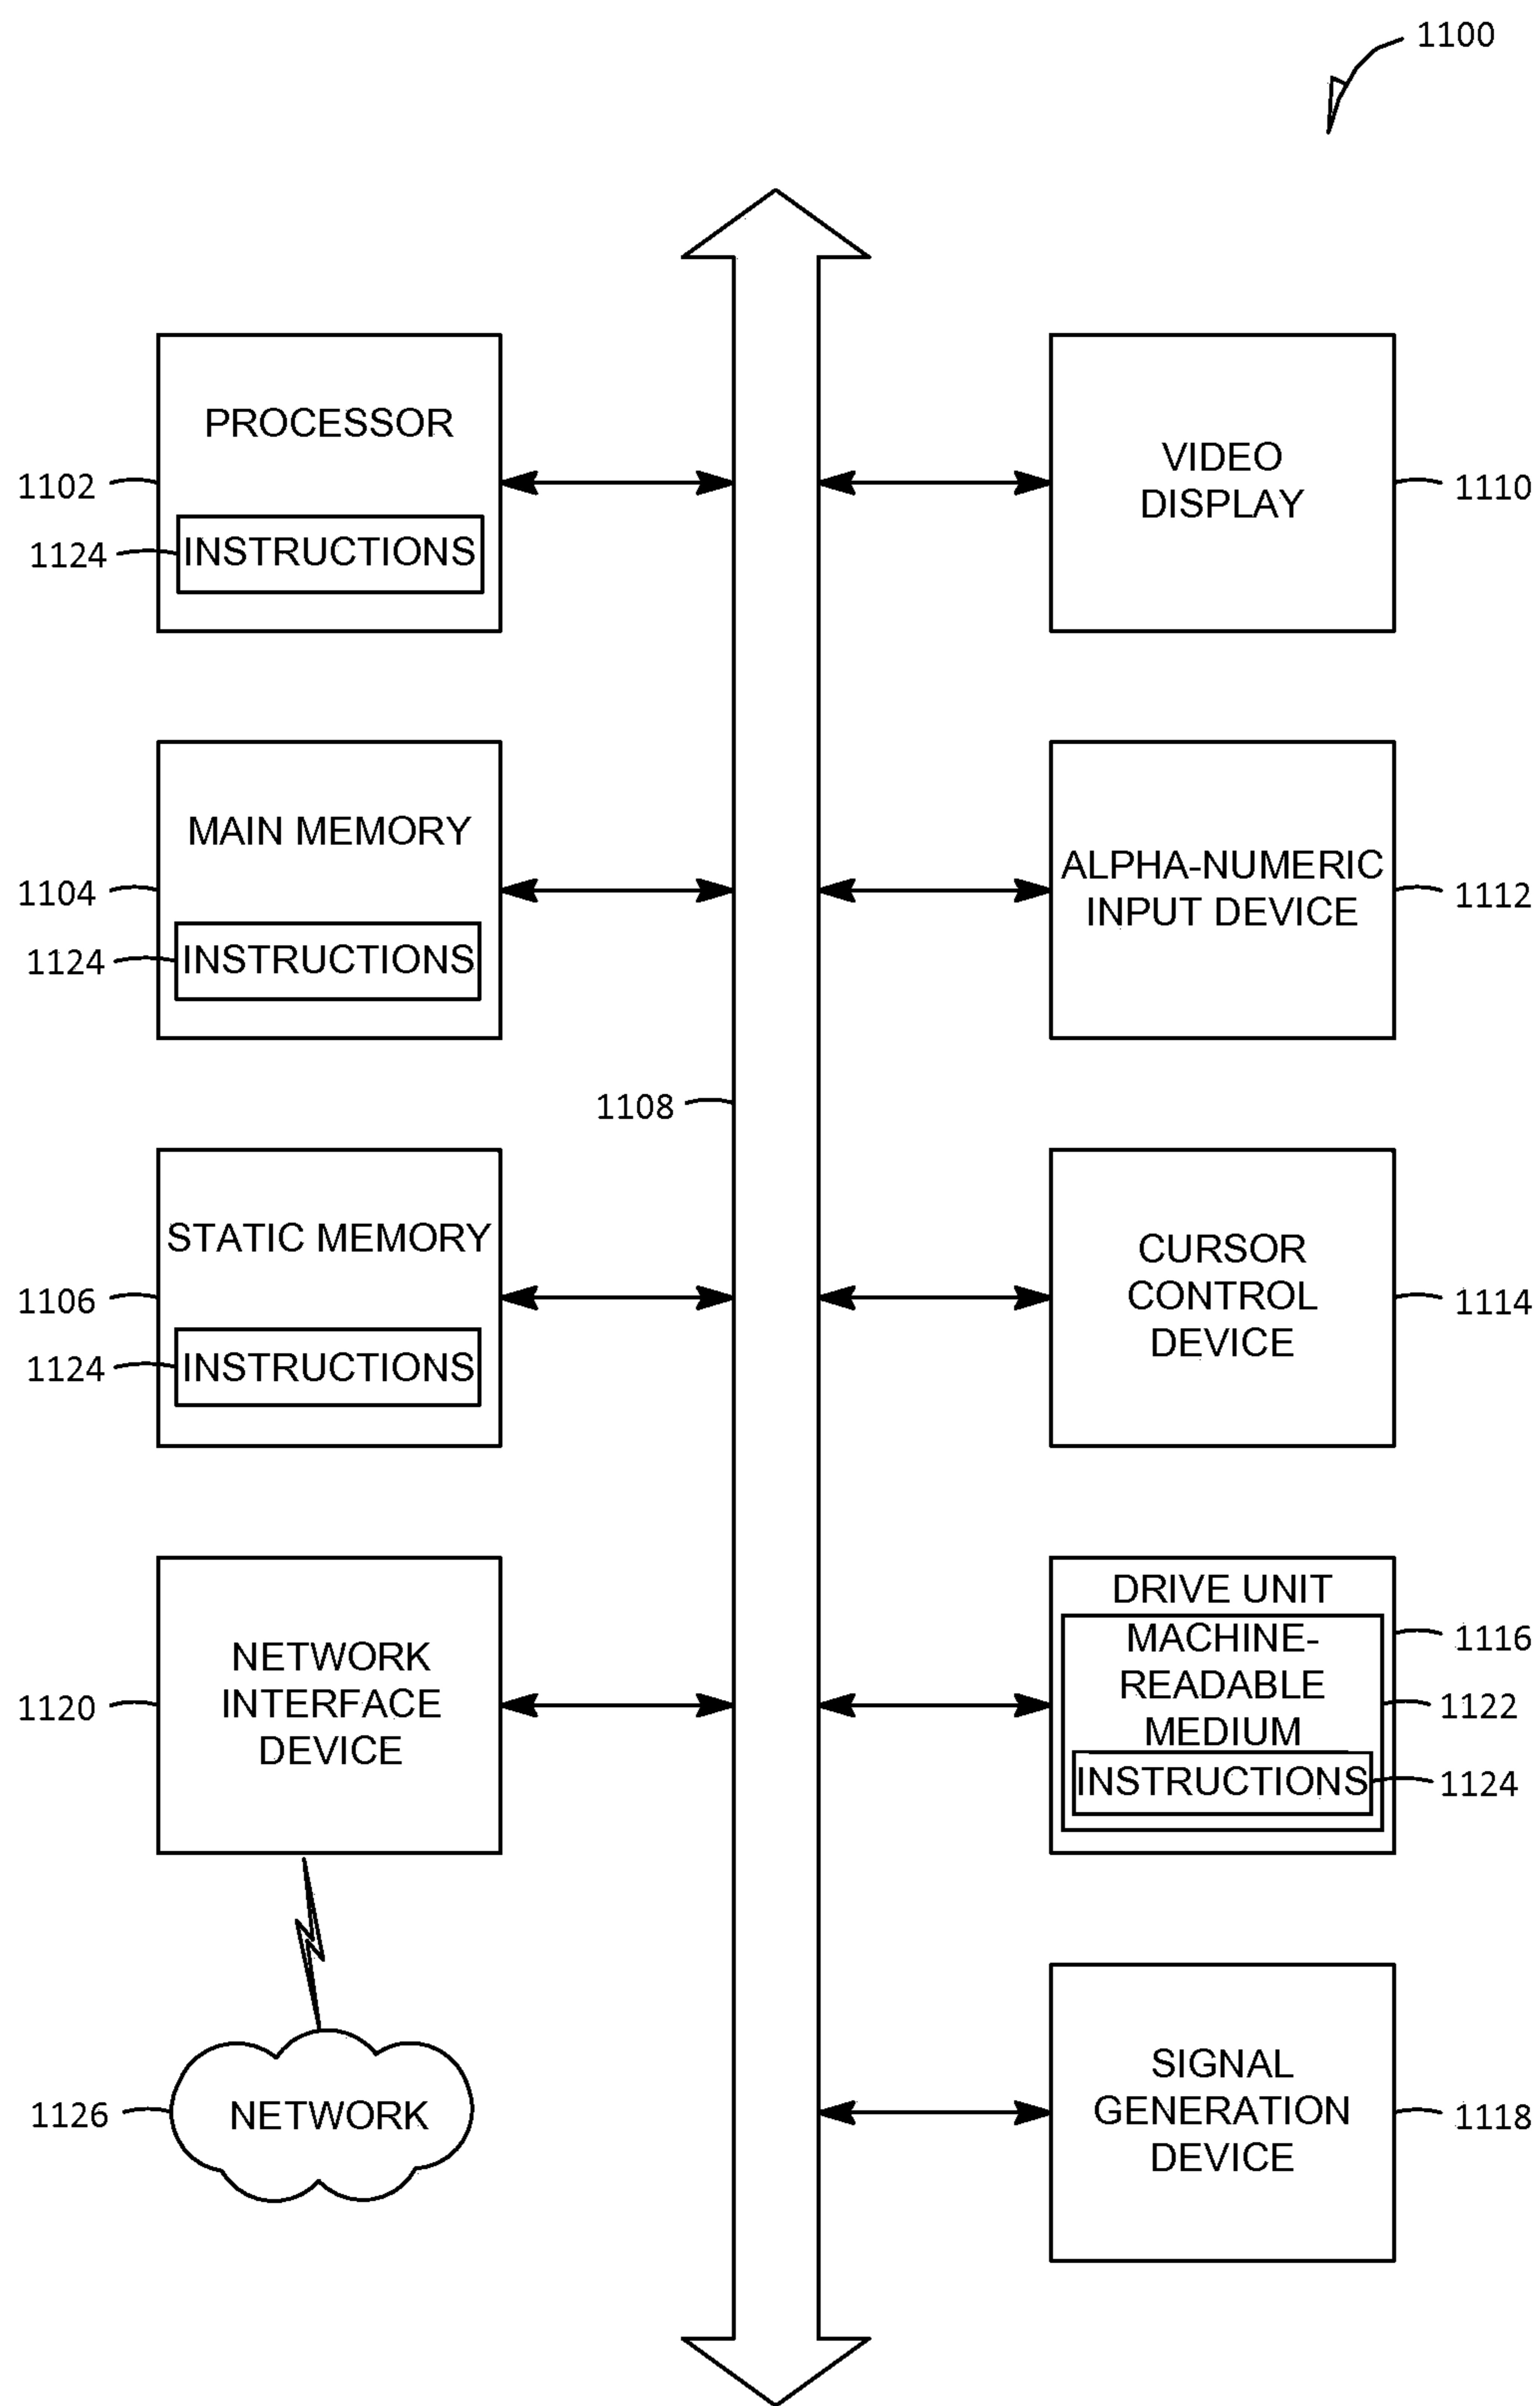 1100
PROCESSOR
1102
1124
INSTRUCTIONS
VIDEO
DISPLAY
1110
MAIN MEMORY
1104
1124
INSTRUCTIONS
ALPHA-NUMERIC
INPUT DEVICE
1112
1108
STATIC MEMORY
1106
1124
INSTRUCTIONS
CURSOR
CONTROL
DEVICE
1114
NETWORK
INTERFACE
DEVICE
1120
DRIVE UNIT
1116
MACHINE-
READABLE
MEDIUM
1122
INSTRUCTIONS
1124
1126
NETWORK
SIGNAL
GENERATION
DEVICE
1118